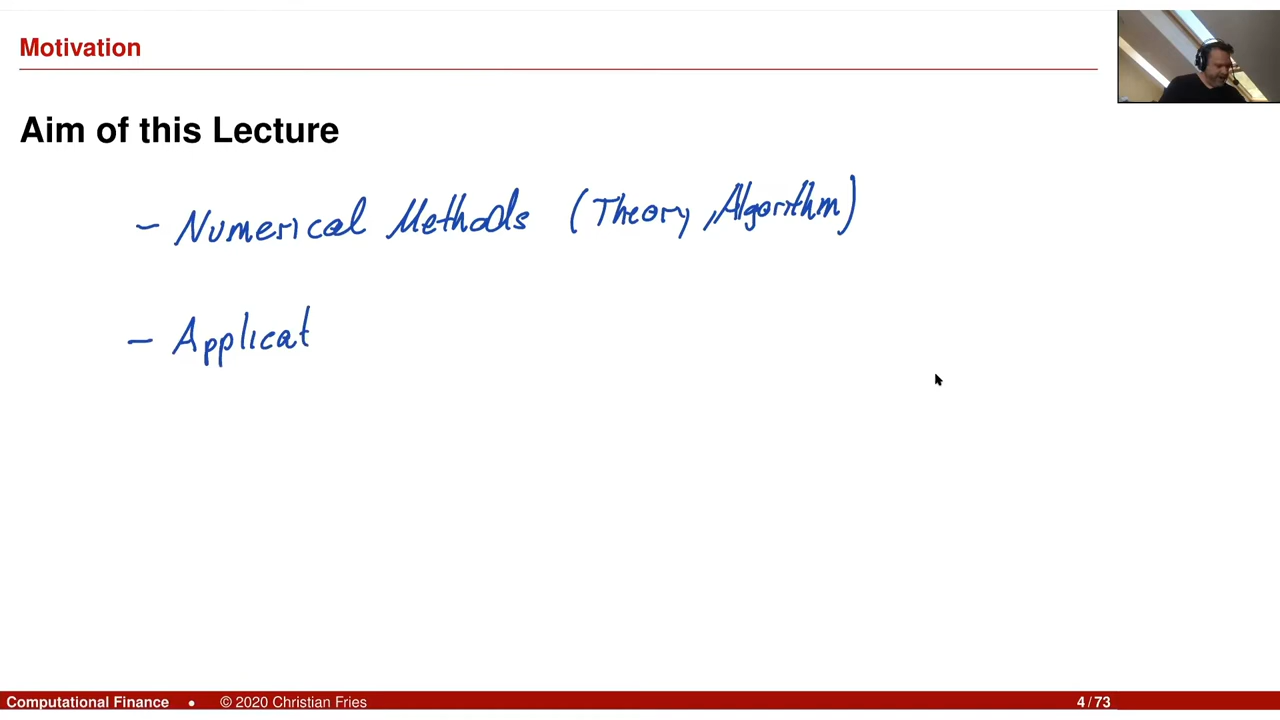 Motivation
Aim of this Lecture
- Numerical Methods (Theory, Algorithm)
- Applicat
Computational Finance • © 2020 Christian Fries 4 / 73